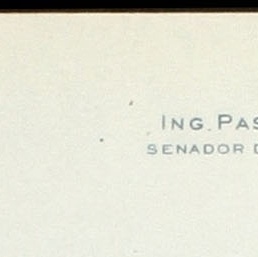 ING. PAS
SENADOR D